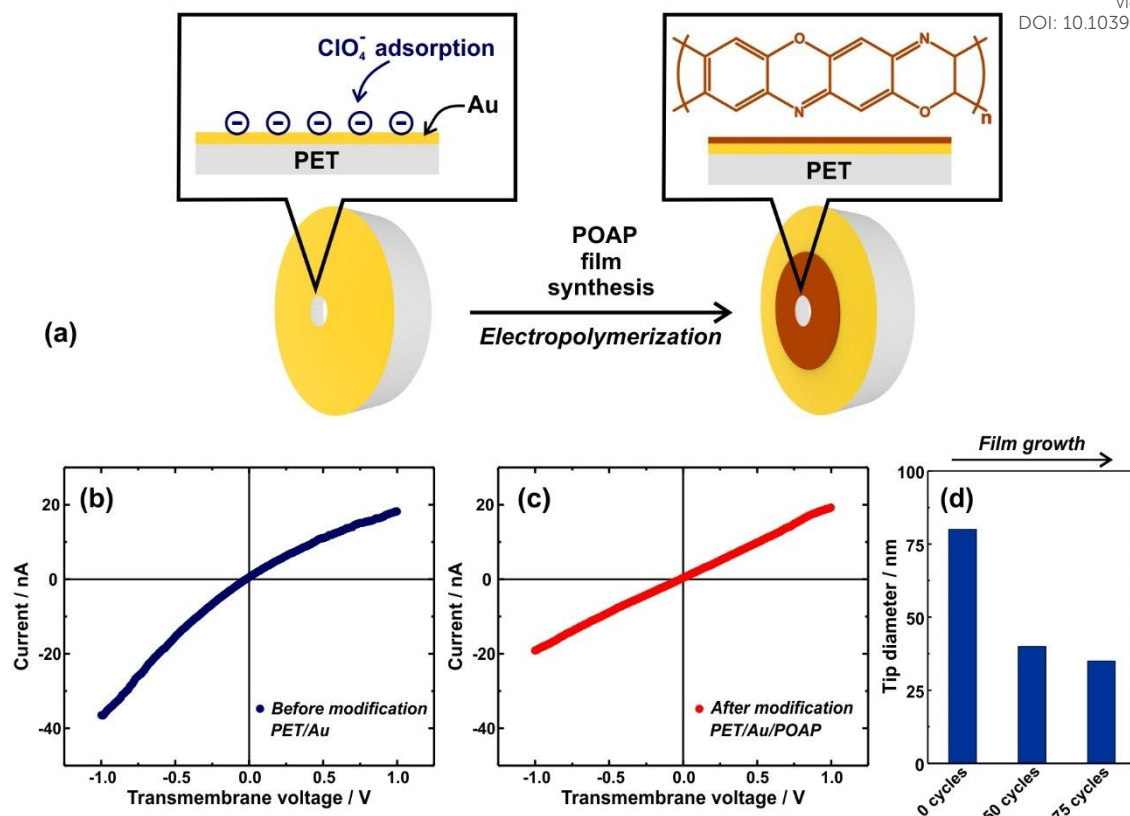 DOI: 10.1039
ClO4- adsorption
Au
PET
O
N
N
O
n
PET
POAP
film
synthesis
Electropolymerization
(a)
(b)
Current / nA
20
0
-20
-40
-1.0 -0.5 0.0 0.5 1.0
Transmembrane voltage / V
Before modification
PET/Au
(c)
Current / nA
20
0
-20
-40
-1.0 -0.5 0.0 0.5 1.0
Transmembrane voltage / V
After modification
PET/Au/POAP
Film growth
(d)
Tip diameter / nm
100
75
50
25
0
0 cycles
50 cycles
75 cycles